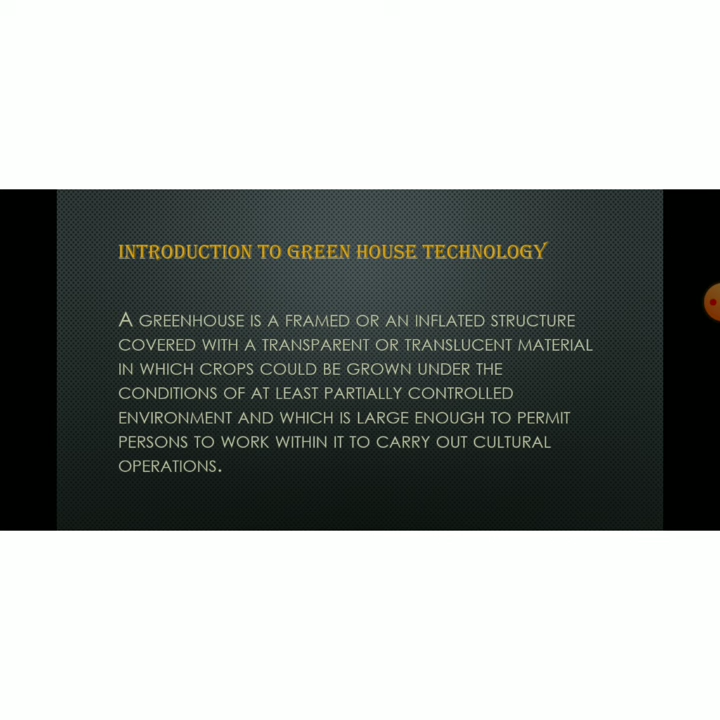 INTRODUCTION TO GREEN HOUSE TECHNOLOGY
A GREENHOUSE IS A FRAMED OR AN INFLATED STRUCTURE
COVERED WITH A TRANSPARENT OR TRANSLUCENT MATERIAL
IN WHICH CROPS COULD BE GROWN UNDER THE
CONDITIONS OF AT LEAST PARTIALLY CONTROLLED
ENVIRONMENT AND WHICH IS LARGE ENOUGH TO PERMIT
PERSONS TO WORK WITHIN IT TO CARRY OUT CULTURAL
OPERATIONS.